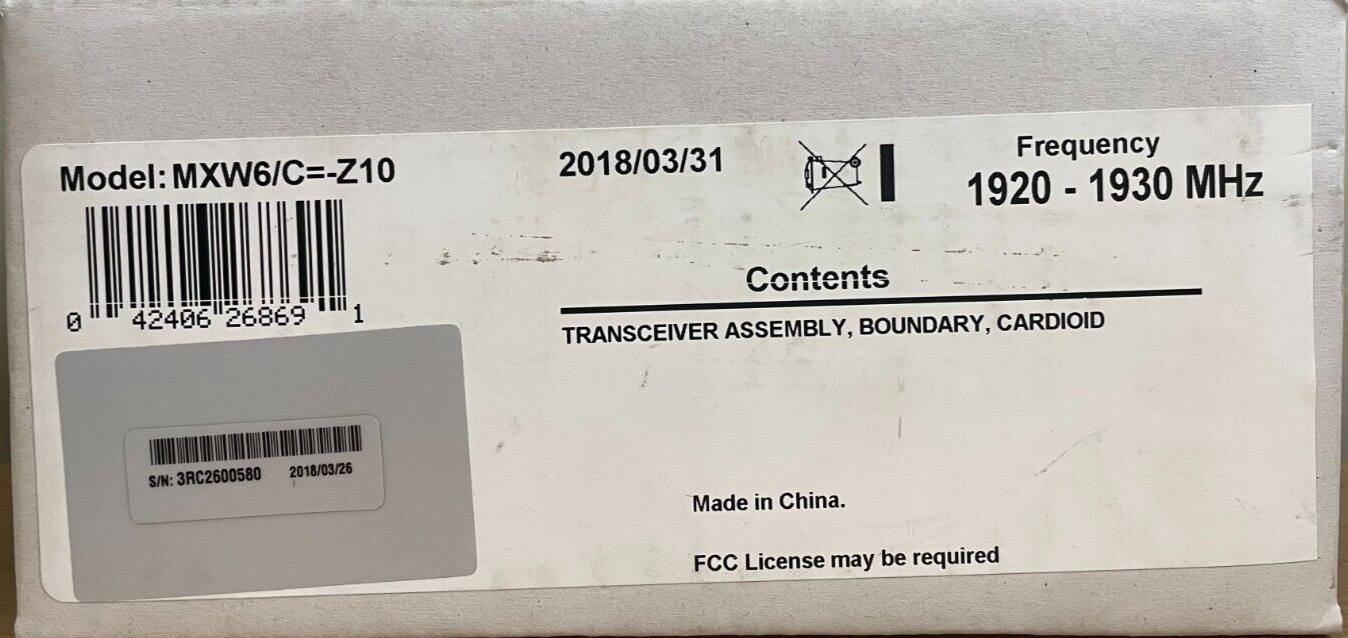 Model: MXW6/C=-Z10
2018/03/31
Frequency
1920 - 1930 MHz
0 42406 26869 1
Contents
TRANSCEIVER ASSEMBLY, BOUNDARY, CARDIOID
S/N: 3RC2600580 2018/03/26
Made in China.
FCC License may be required